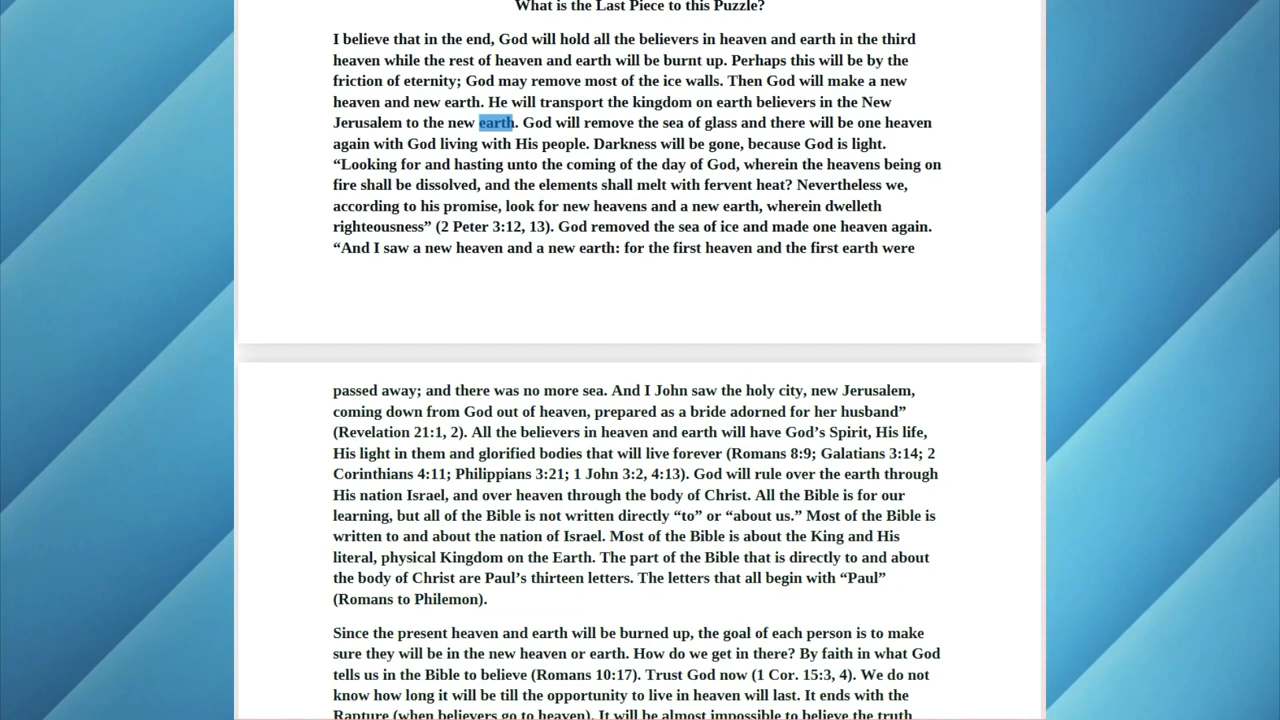 What is the Last Piece to this Puzzle?
I believe that in the end, God will hold all the believers in heaven and earth in the third
heaven while the rest of heaven and earth will be burnt up. Perhaps this will be by the
friction of eternity; God may remove most of the ice walls. Then God will make a new
heaven and new earth. He will transport the kingdom on earth believers in the New
Jerusalem to the new earth. God will remove the sea of glass and there will be one heaven
again with God living with His people. Darkness will be gone, because God is light.
“Looking for and hasting unto the coming of the day of God, wherein the heavens being on
fire shall be dissolved, and the elements shall melt with fervent heat? Nevertheless we,
according to his promise, look for new heavens and a new earth, wherein dwelleth
righteousness” (2 Peter 3:12, 13). God removed the sea of ice and made one heaven again.
“And I saw a new heaven and a new earth: for the first heaven and the first earth were
passed away; and there was no more sea. And I John saw the holy city, new Jerusalem,
coming down from God out of heaven, prepared as a bride adorned for her husband”
(Revelation 21:1, 2). All the believers in heaven and earth will have God’s Spirit, His life,
His light in them and glorified bodies that will live forever (Romans 8:9; Galatians 3:14; 2
Corinthians 4:11; Philippians 3:21; 1 John 3:2, 4:13). God will rule over the earth through
His nation Israel, and over heaven through the body of Christ. All the Bible is for our
learning, but all of the Bible is not written directly “to” or “about us.” Most of the Bible is
written to and about the nation of Israel. Most of the Bible is about the King and His
literal, physical Kingdom on the Earth. The part of the Bible that is directly to and about
the body of Christ are Paul’s thirteen letters. The letters that all begin with “Paul”
(Romans to Philemon).
Since the present heaven and earth will be burned up, the goal of each person is to make
sure they will be in the new heaven or earth. How do we get in there? By faith in what God
tells us in the Bible to believe (Romans 10:17). Trust God now (1 Cor. 15:3, 4). We do not
know how long it will be till the opportunity to live in heaven will last. It ends with the
Rapture (when believers go to heaven). It will be almost impossible to believe the truth